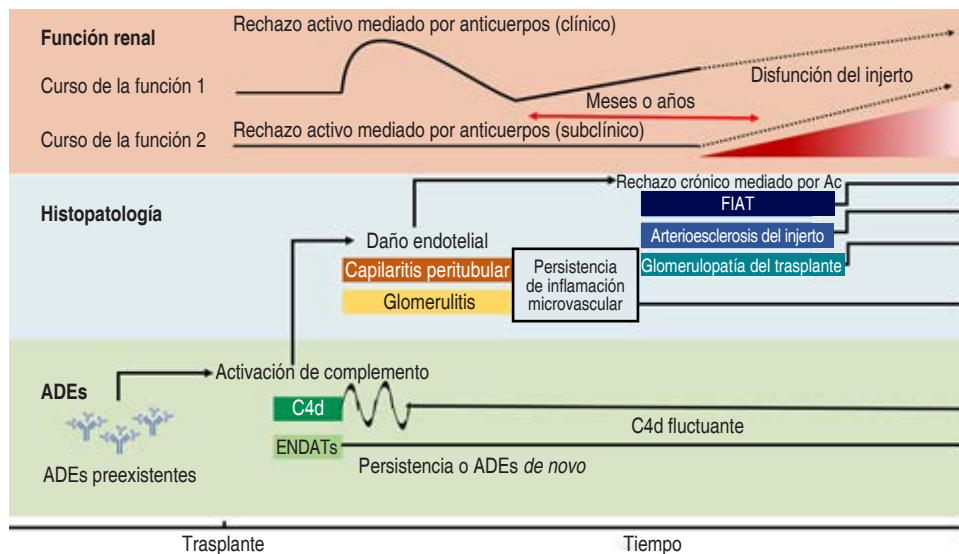 Función renal
Rechazo activo mediado por anticuerpos (clínico)
Curso de la función 1
Disfunción del injerto
Meses o años
Curso de la función 2
Rechazo activo mediado por anticuerpos (subclínico)
Histopatología
Rechazo crónico mediado por Ac
FIAT
Daño endotelial
Arterioesclerosis del injerto
Capilaritis peritubular
Persistencia
de inflamación
microvascular
Glomerulopatía del trasplante
Glomerulitis
ADEs
Activación de complemento
C4d
C4d fluctuante
ENDATs
ADEs preexistentes
Persistencia o ADEs de novo
Trasplante
Tiempo